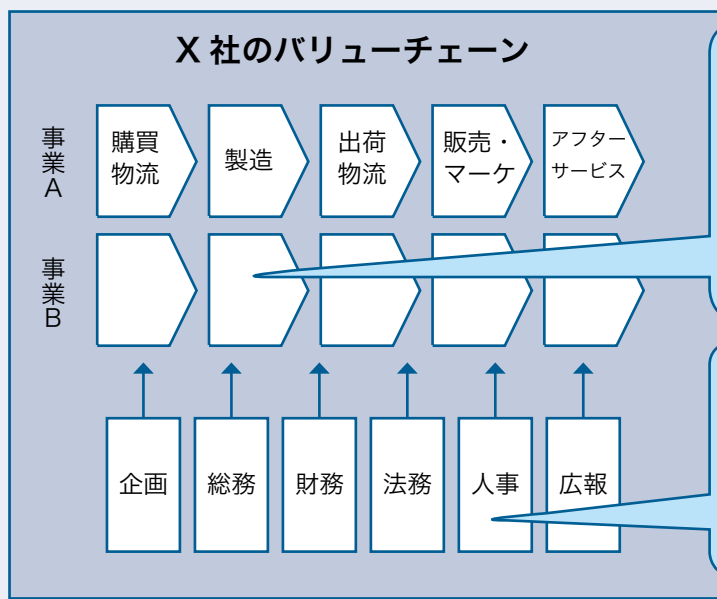 X 社のバリューチェーン
事業A
購買
物流
製造
出荷
物流
販売・
マーケ
アフター
サービス
事業B
企画
総務
財務
法務
人事
広報